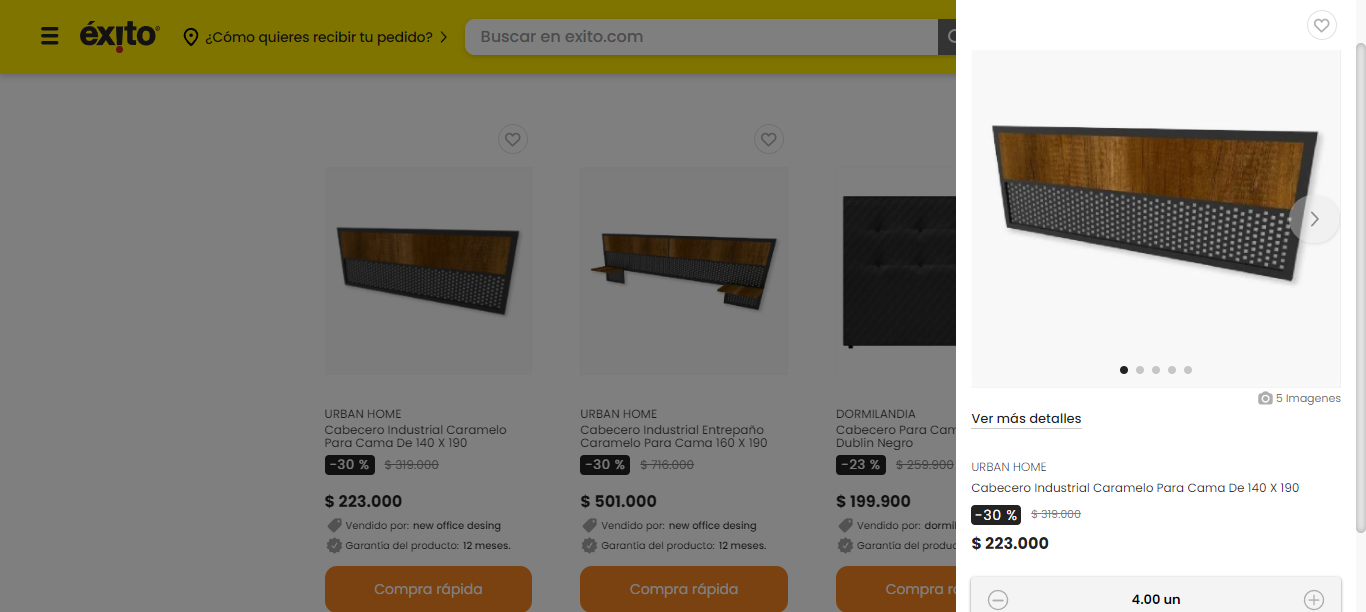 éxito
¿Cómo quieres recibir tu pedido?
Buscar en exito.com
URBAN HOME
Cabecero Industrial Caramelo
Para Cama De 140 X 190
-30 % $ 319.000
$ 223.000
Vendido por: new office desing
Garantía del producto: 12 meses.
Compra rápida
URBAN HOME
Cabecero Industrial Entrepaño
Caramelo Para Cama 160 X 190
-30 % $ 716.000
$ 501.000
Vendido por: new office desing
Garantía del producto: 12 meses.
Compra rápida
DORMILANDIA
Cabecero Para Cam
Dublin Negro
-23 % $ 259.900
$ 199.900
Vendido por: dormil
Garantía del produc
Compra r
5 Imagenes
Ver más detalles
URBAN HOME
Cabecero Industrial Caramelo Para Cama De 140 X 190
-30 % $ 319.000
$ 223.000
4.00 un